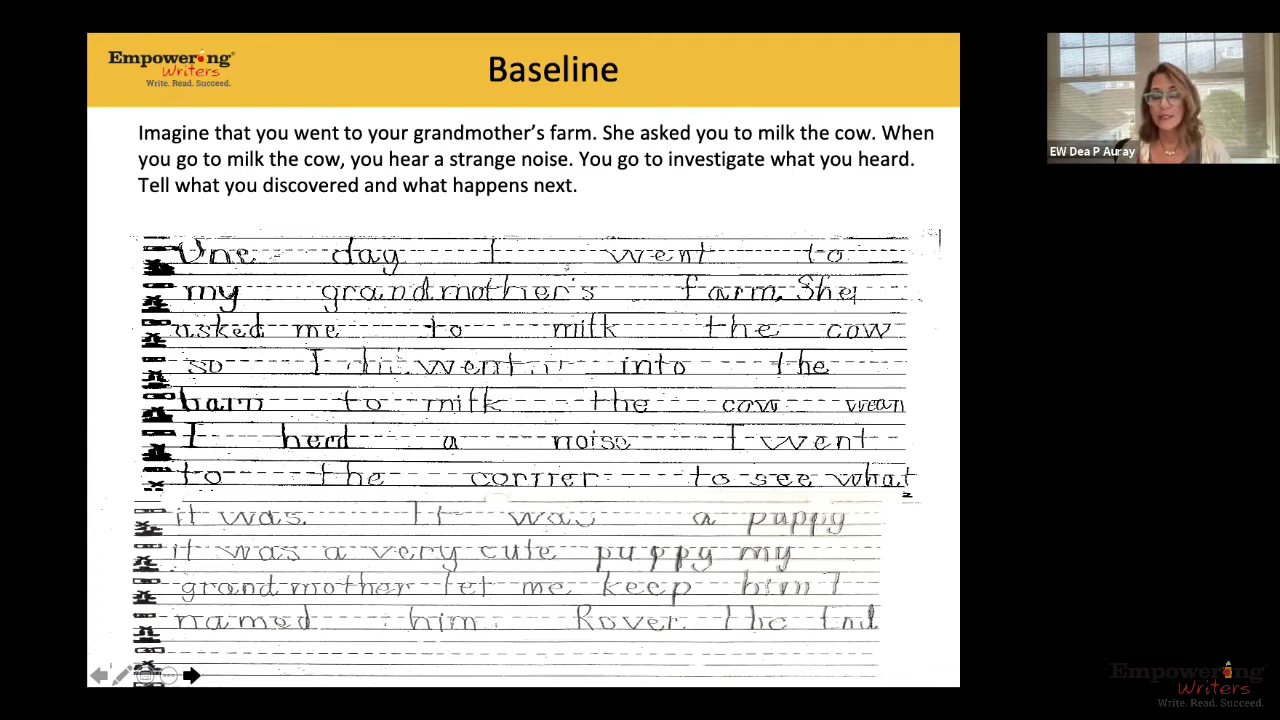 Empowering
Writers
Write. Read. Succeed.
Baseline
Imagine that you went to your grandmother's farm. She asked you to milk the cow. When
you go to milk the cow, you hear a strange noise. You go to investigate what you heard.
Tell what you discovered and what happens next.
One day I went to
my grandmother's farm. She
asked me to milk the cow
so I went into the
barn to milk the cow wean
I herd a noise I went
to the corner to see what
it was. It was a puppy
it was a very cute puppy my
grandmother let me keep him I
named him Rover. The End
EW Dea P Auray
Empowering
Writers
Write. Read. Succeed.